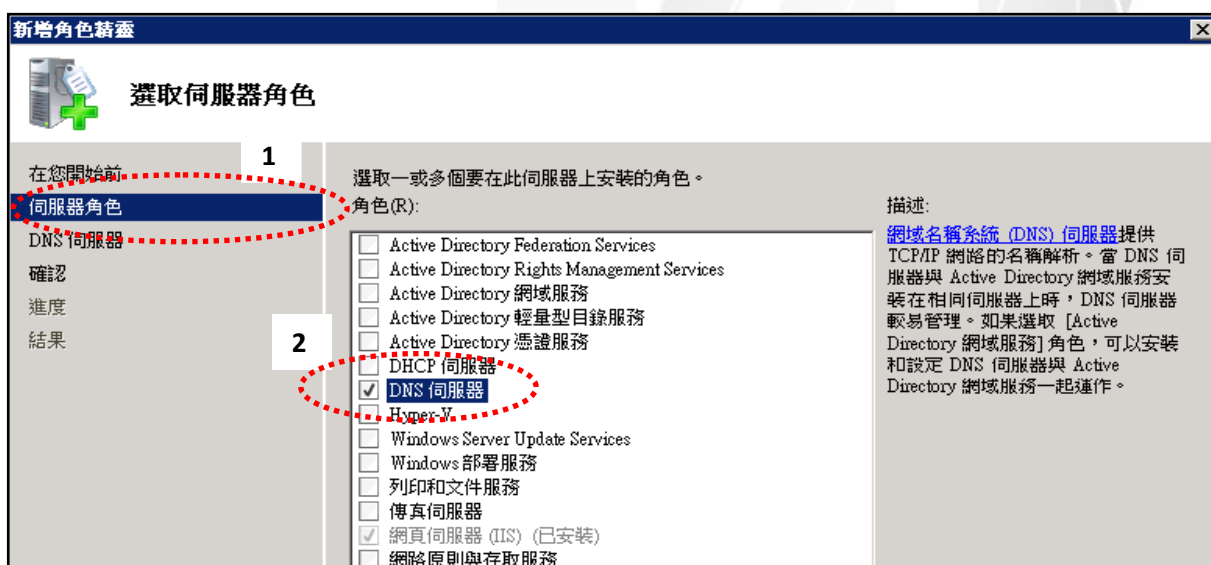 新增角色精靈
選取伺服器角色
1
在您開始前
伺服器角色
DNS 伺服器
確認
進度
結果
2
選取一或多個要在此伺服器上安裝的角色。
角色(R):
Active Directory Federation Services
Active Directory Rights Management Services
Active Directory 網域服務
Active Directory 輕量型目錄服務
Active Directory 憑證服務
DHCP 伺服器
DNS 伺服器
Hyper-V
Windows Server Update Services
Windows 部署服務
列印和文件服務
傳真伺服器
網頁伺服器 (IIS) (已安裝)
網路原則與存取服務
描述:
網域名稱系統 (DNS) 伺服器提供
TCP/IP 網路的名稱解析。當 DNS 伺
服器與 Active Directory 網域服務安
裝在相同伺服器上時，DNS 伺服器
較易管理。如果選取 [Active
Directory 網域服務] 角色，可以安裝
和設定 DNS 伺服器與 Active
Directory 網域服務一起運作。